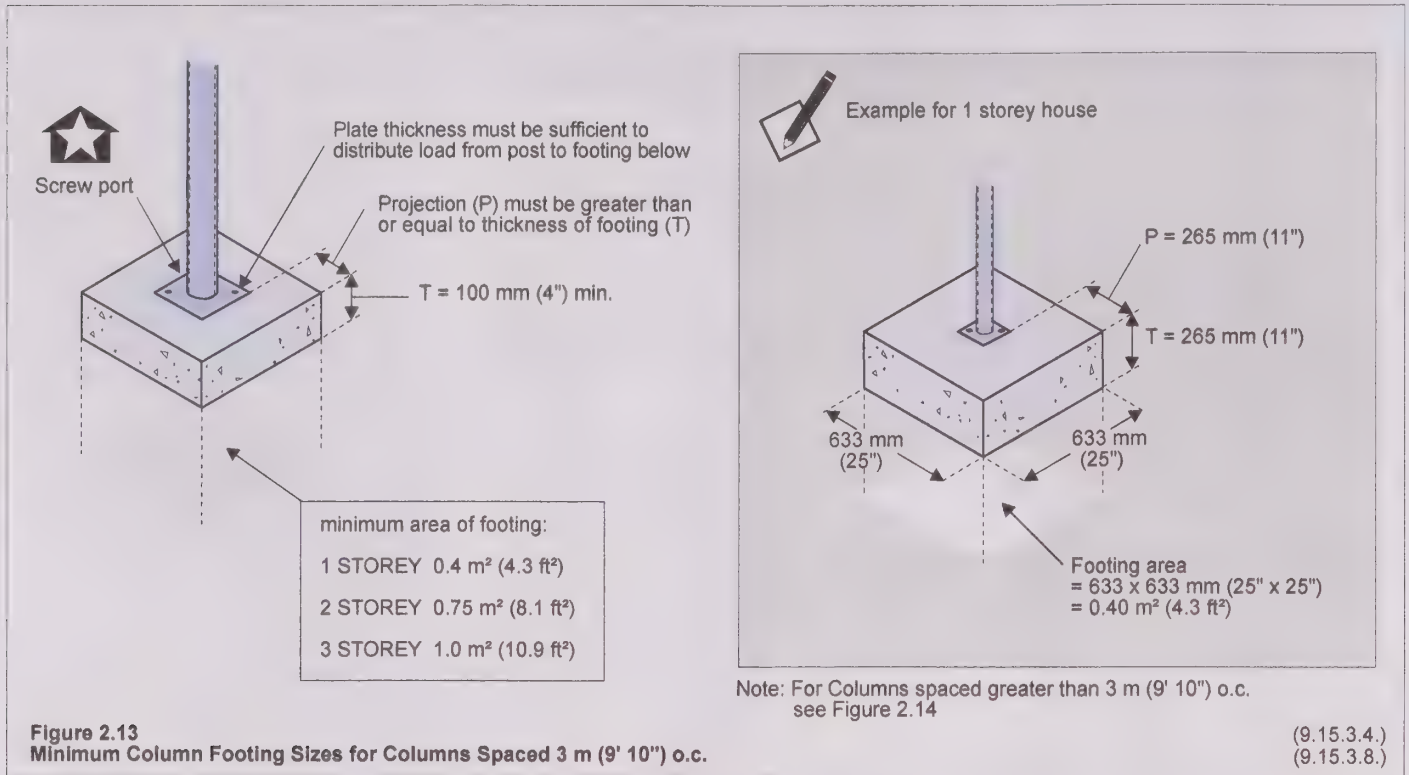 Screw port
Plate thickness must be sufficient to
distribute load from post to footing below
Projection (P) must be greater than
or equal to thickness of footing (T)
T = 100 mm (4") min.
minimum area of footing:
1 STOREY 0.4 m² (4.3 ft²)
2 STOREY 0.75 m² (8.1 ft²)
3 STOREY 1.0 m² (10.9 ft²)
Example for 1 storey house
P = 265 mm (11")
T = 265 mm (11")
633 mm
(25")
633 mm
(25")
Footing area
= 633 x 633 mm (25" x 25")
= 0.40 m² (4.3 ft²)
Note: For Columns spaced greater than 3 m (9' 10") o.c.
see Figure 2.14
Figure 2.13
Minimum Column Footing Sizes for Columns Spaced 3 m (9' 10") o.c.
(9.15.3.4.)
(9.15.3.8.)